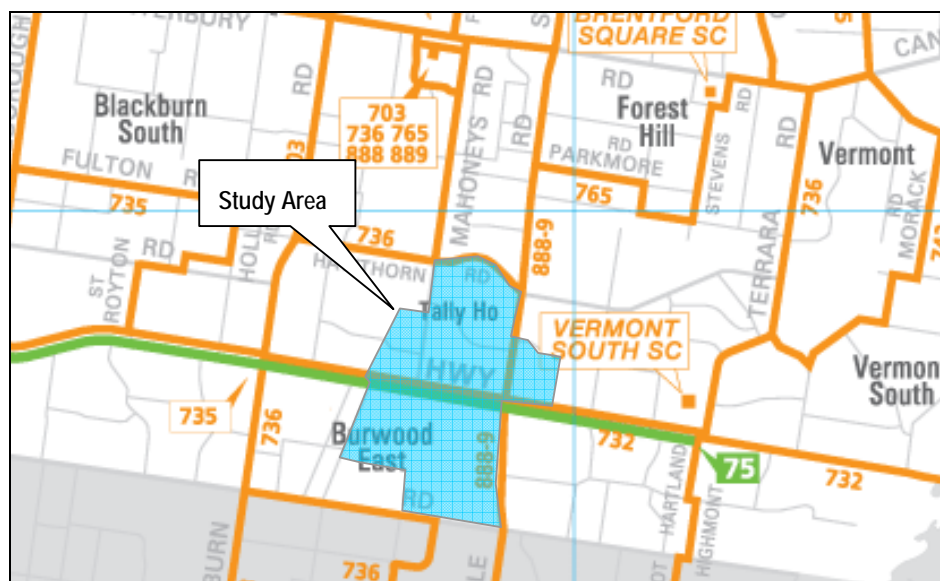 BRENTFORD
SQUARE SC
RD
RD
703
736 765
888 889
Blackburn
South
FULTON
735
Study Area
MAHONEYS RD
RD
RD
Forest
Hill
RD
PARKMORE
765
STEVENS
RD
TERRARA
RD
736
Vermont
RD
MORACK
736
888-9
RD
ST
ROYTON
HAWTHORN
RD
Tally Ho
HWY
VERMONT
SOUTH SC
Vermont
South
735
736
Burwood
East
888-9
RD
732
75
732
HARTLAND
HIGHMONT
736